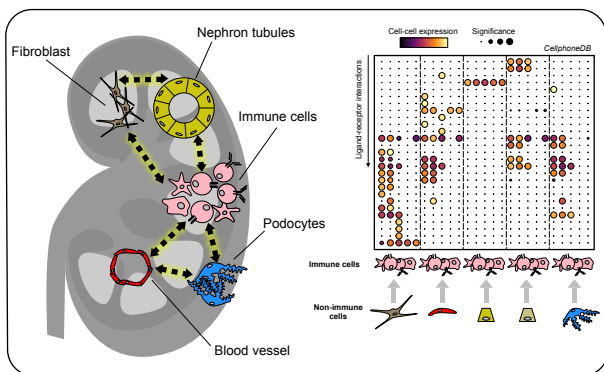 Nephron tubules
Fibroblast
Immune cells
Podocytes
Blood vessel
Cell-cell expression
Significance
CellphoneDB
Ligand-receptor interactions
Immune cells
Non-immune
cells